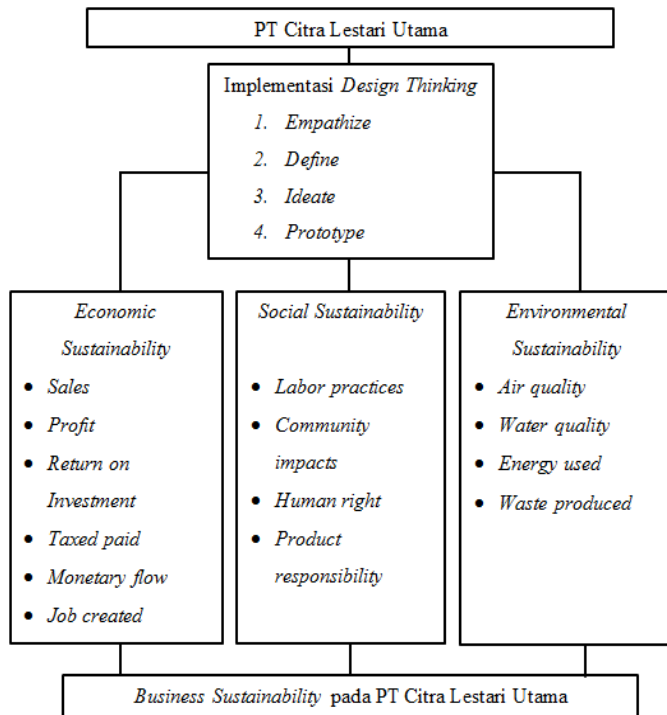 PT Citra Lestari Utama
Implementasi Design Thinking
1. Empathize
2. Define
3. Ideate
4. Prototype
Economic
Sustainability
• Sales
• Profit
• Return on
Investment
• Taxed paid
• Monetary flow
• Job created
Social Sustainability
• Labor practices
• Community
impacts
• Human right
• Product
responsibility
Environmental
Sustainability
• Air quality
• Water quality
• Energy used
• Waste produced
Business Sustainability pada PT Citra Lestari Utama